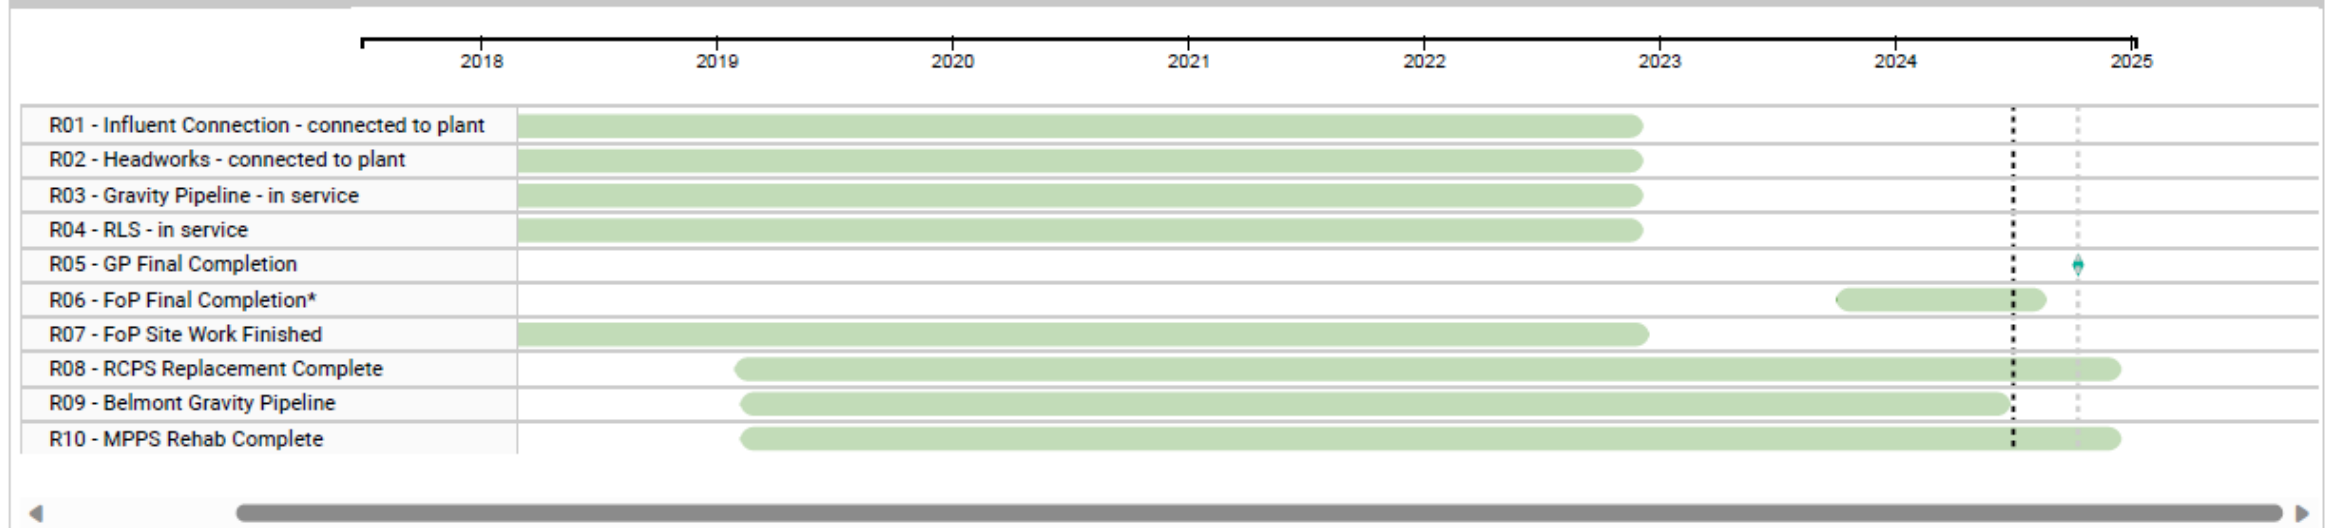 2018 2019 2020 2021 2022 2023 2024 2025
R01 - Influent Connection - connected to plant
R02 - Headworks - connected to plant
R03 - Gravity Pipeline - in service
R04 - RLS - in service
R05 - GP Final Completion
R06 - FoP Final Completion*
R07 - FoP Site Work Finished
R08 - RCPS Replacement Complete
R09 - Belmont Gravity Pipeline
R10 - MPPS Rehab Complete